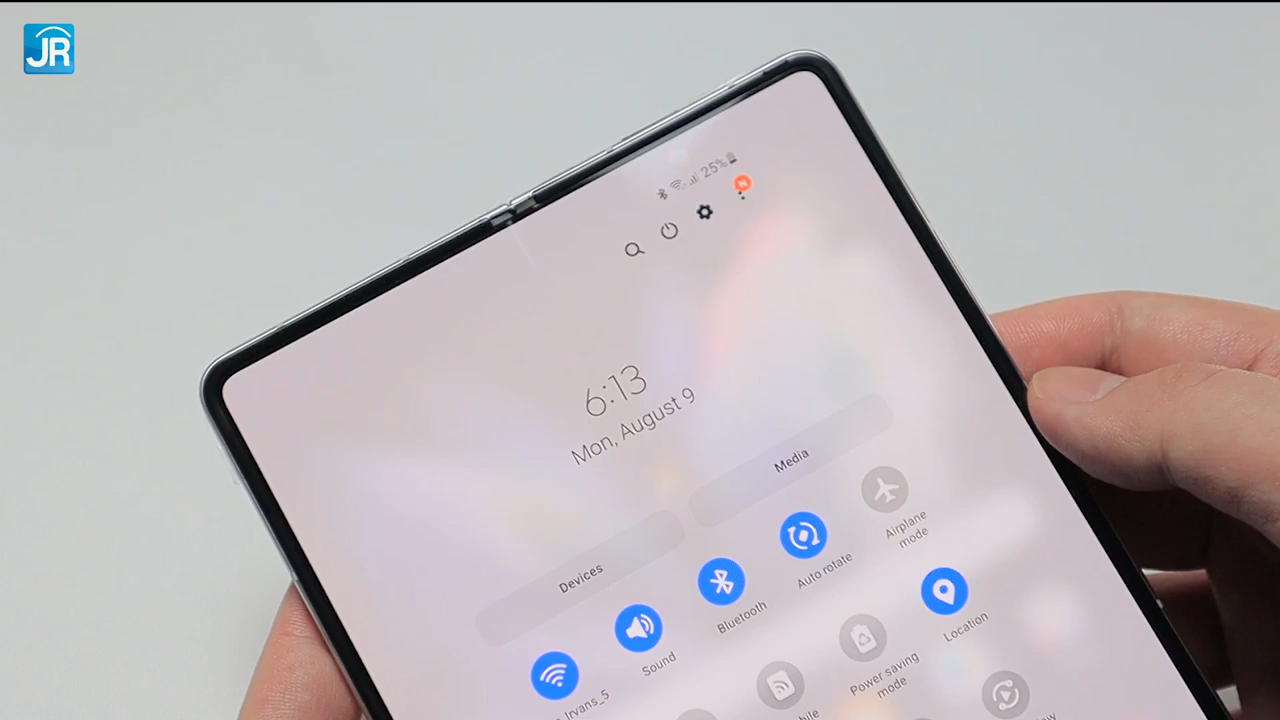 JR
25%
N
6:13
Mon, August 9
Devices
Media
Irvans_5
Sound
Bluetooth
Auto rotate
Airplane
mode
Power saving
mode
Location